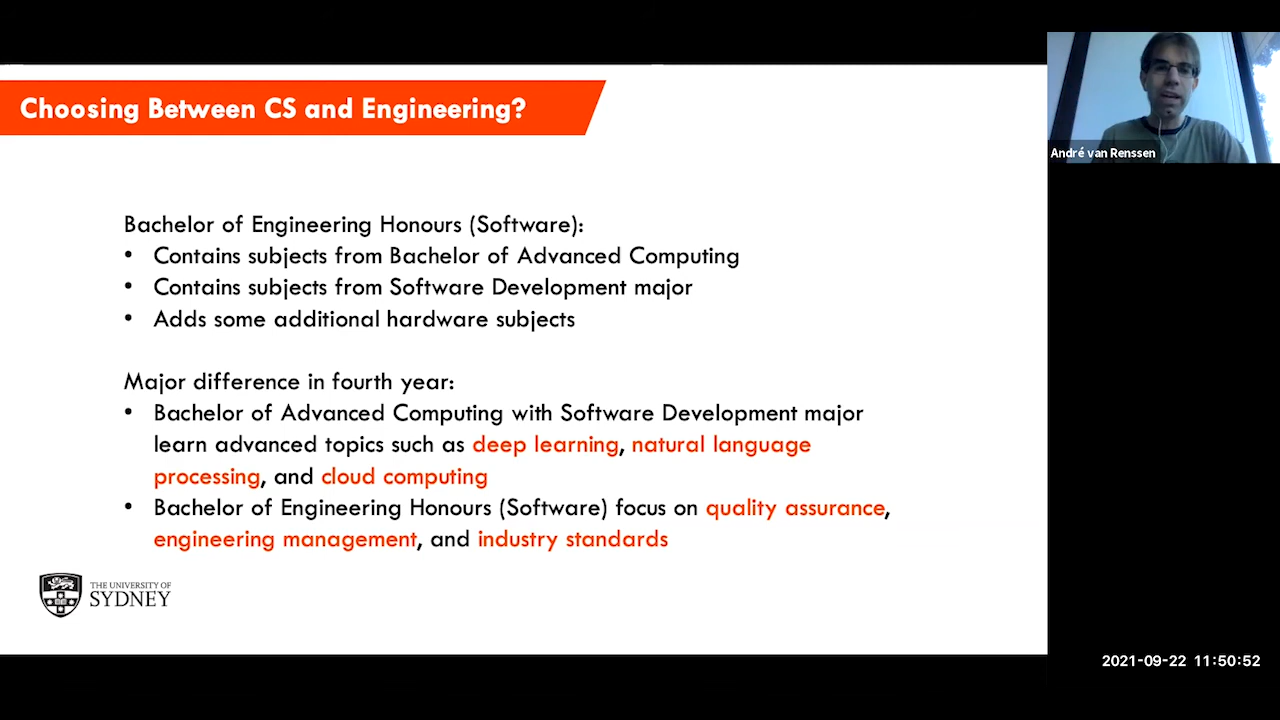 Choosing Between CS and Engineering?
André van Renssen
Bachelor of Engineering Honours (Software):
• Contains subjects from Bachelor of Advanced Computing
• Contains subjects from Software Development major
• Adds some additional hardware subjects
Major difference in fourth year:
• Bachelor of Advanced Computing with Software Development major
learn advanced topics such as deep learning, natural language
processing, and cloud computing
• Bachelor of Engineering Honours (Software) focus on quality assurance,
engineering management, and industry standards
THE UNIVERSITY OF
SYDNEY
2021-09-22 11:50:52